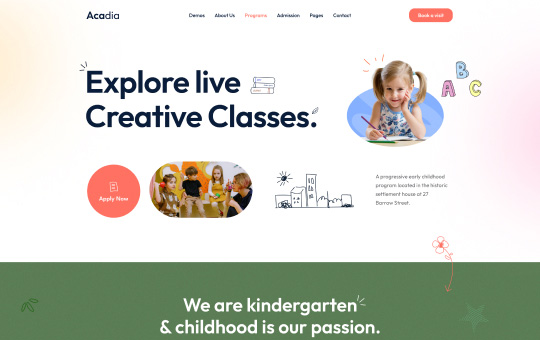 Acadia
Demos About Us Programs Admission Pages Contact
Book a visit
Explore live
Creative Classes.
A B C
Apply Now
A progressive early childhood
program located in the historic
settlement house at 27
Barrow Street.
We are kindergarten
& childhood is our passion.